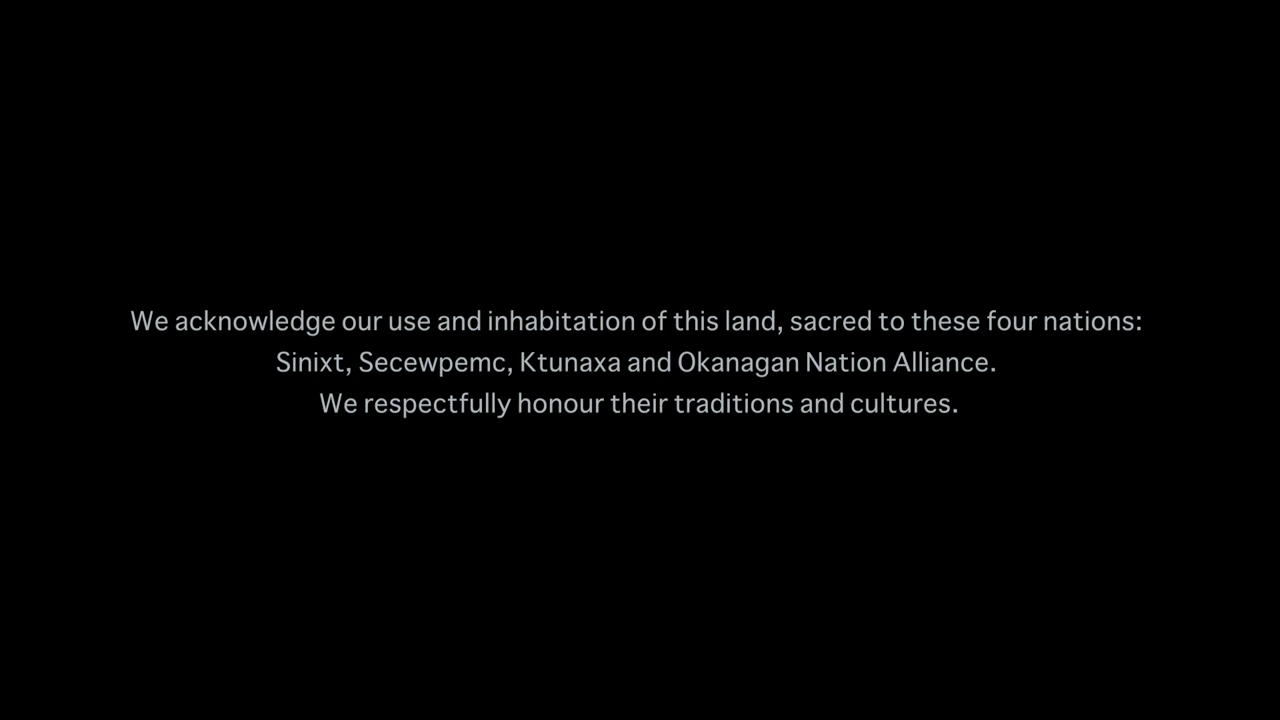 We acknowledge our use and inhabitation of this land, sacred to these four nations:
Sinixt, Secewpemc, Ktunaxa and Okanagan Nation Alliance.
We respectfully honour their traditions and cultures.